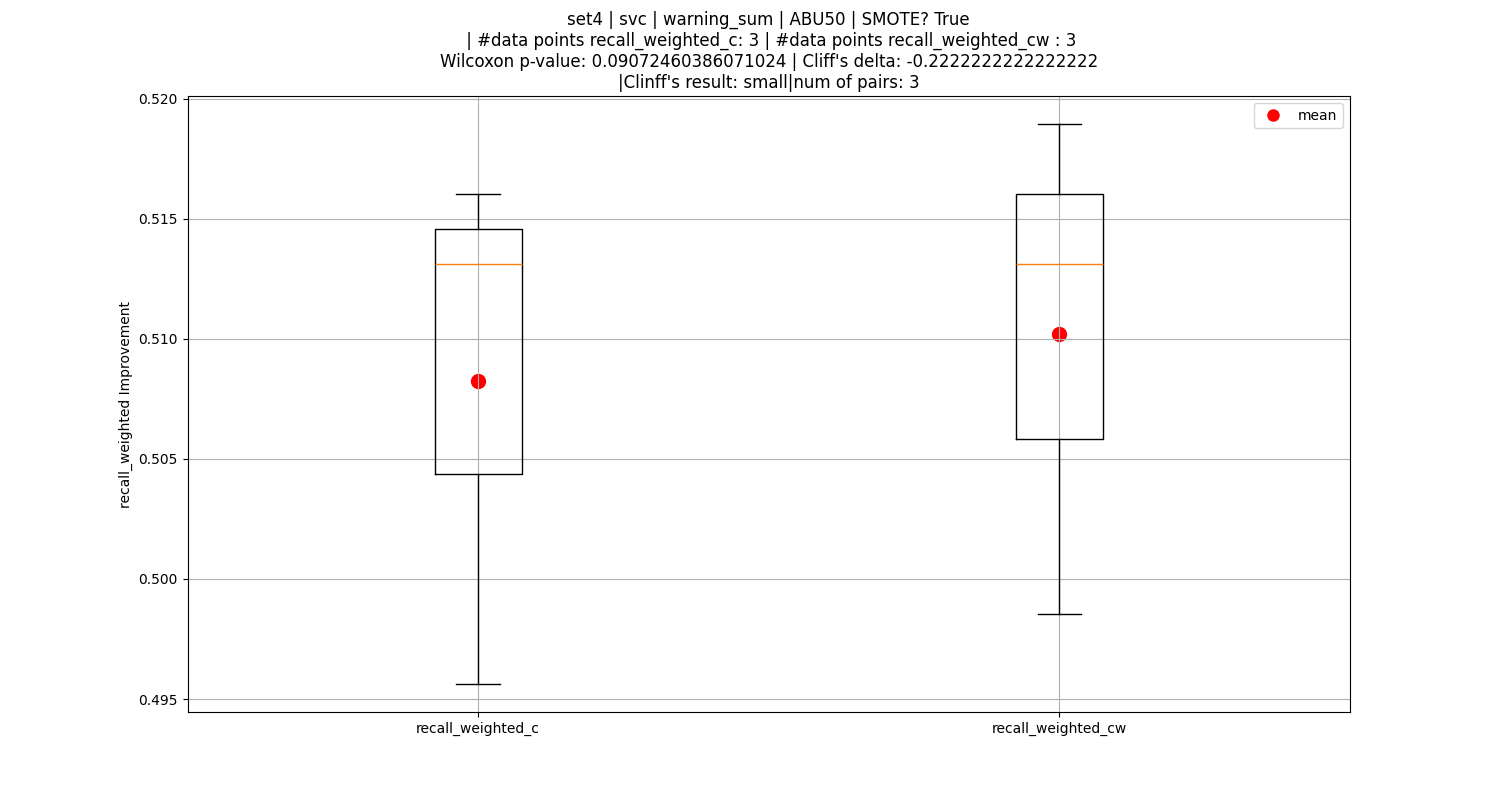 set4 | svc | warning_sum | ABU50 | SMOTE? True
| #data points recall_weighted_c: 3 | #data points recall_weighted_cw : 3
Wilcoxon p-value: 0.09072460386071024 | Cliff's delta: -0.2222222222222222
|Clinff's result: small|num of pairs: 3
mean
recall_weighted Improvement
0.520
0.515
0.510
0.505
0.500
0.495
recall_weighted_c
recall_weighted_cw